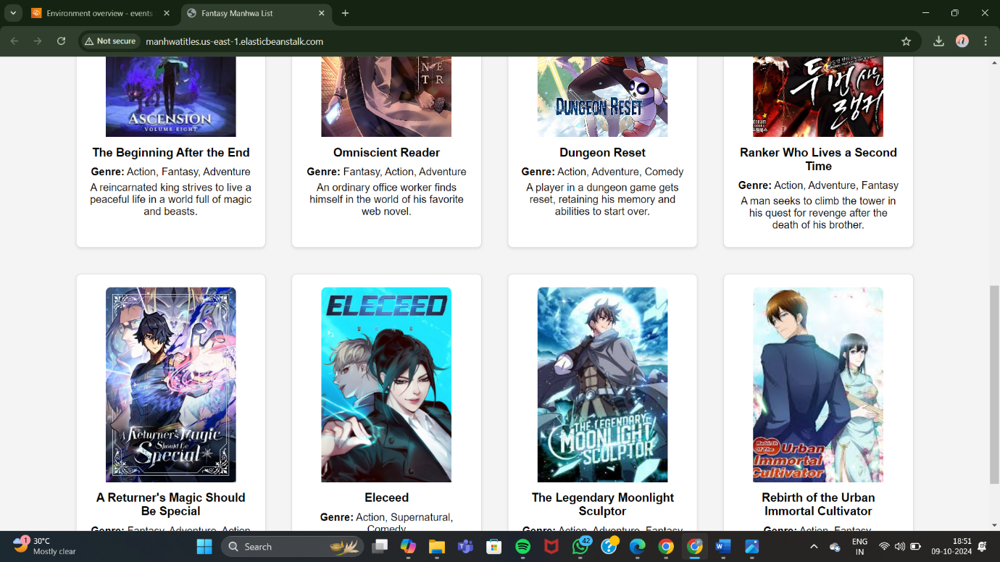 Environment overview - events
Fantasy Manhwa List
Not secure
manhwatitles.us-east-1.elasticbeanstalk.com
ASCENSION
VOLUME EIGHT
N E
T R
DUNGEON RESET
두번 사는
랭커
The Beginning After the End
Genre: Action, Fantasy, Adventure
A reincarnated king strives to live a
peaceful life in a world full of magic
and beasts.
Omniscient Reader
Genre: Fantasy, Action, Adventure
An ordinary office worker finds
himself in the world of his favorite
web novel.
Dungeon Reset
Genre: Action, Adventure, Comedy
A player in a dungeon game gets
reset, retaining his memory and
abilities to start over.
Ranker Who Lives a Second
Time
Genre: Action, Adventure, Fantasy
A man seeks to climb the tower in
his quest for revenge after the
death of his brother.
A Returner's Magic
Should Be
Special
ELECEED
THE LEGENDARY
MOONLIGHT
SCULPTOR
Rebirth
Of The Urban
Immortal
Cultivator
A Returner's Magic Should
Be Special
Genre: Fantasy, Adventure, Action
Eleceed
Genre: Action, Supernatural,
Comedy
The Legendary Moonlight
Sculptor
Genre: Action, Adventure, Fantasy
Rebirth of the Urban
Immortal Cultivator
Genre: Action, Fantasy
1
30°C
Mostly clear
Search
42
ENG
IN
18:51
09-10-2024